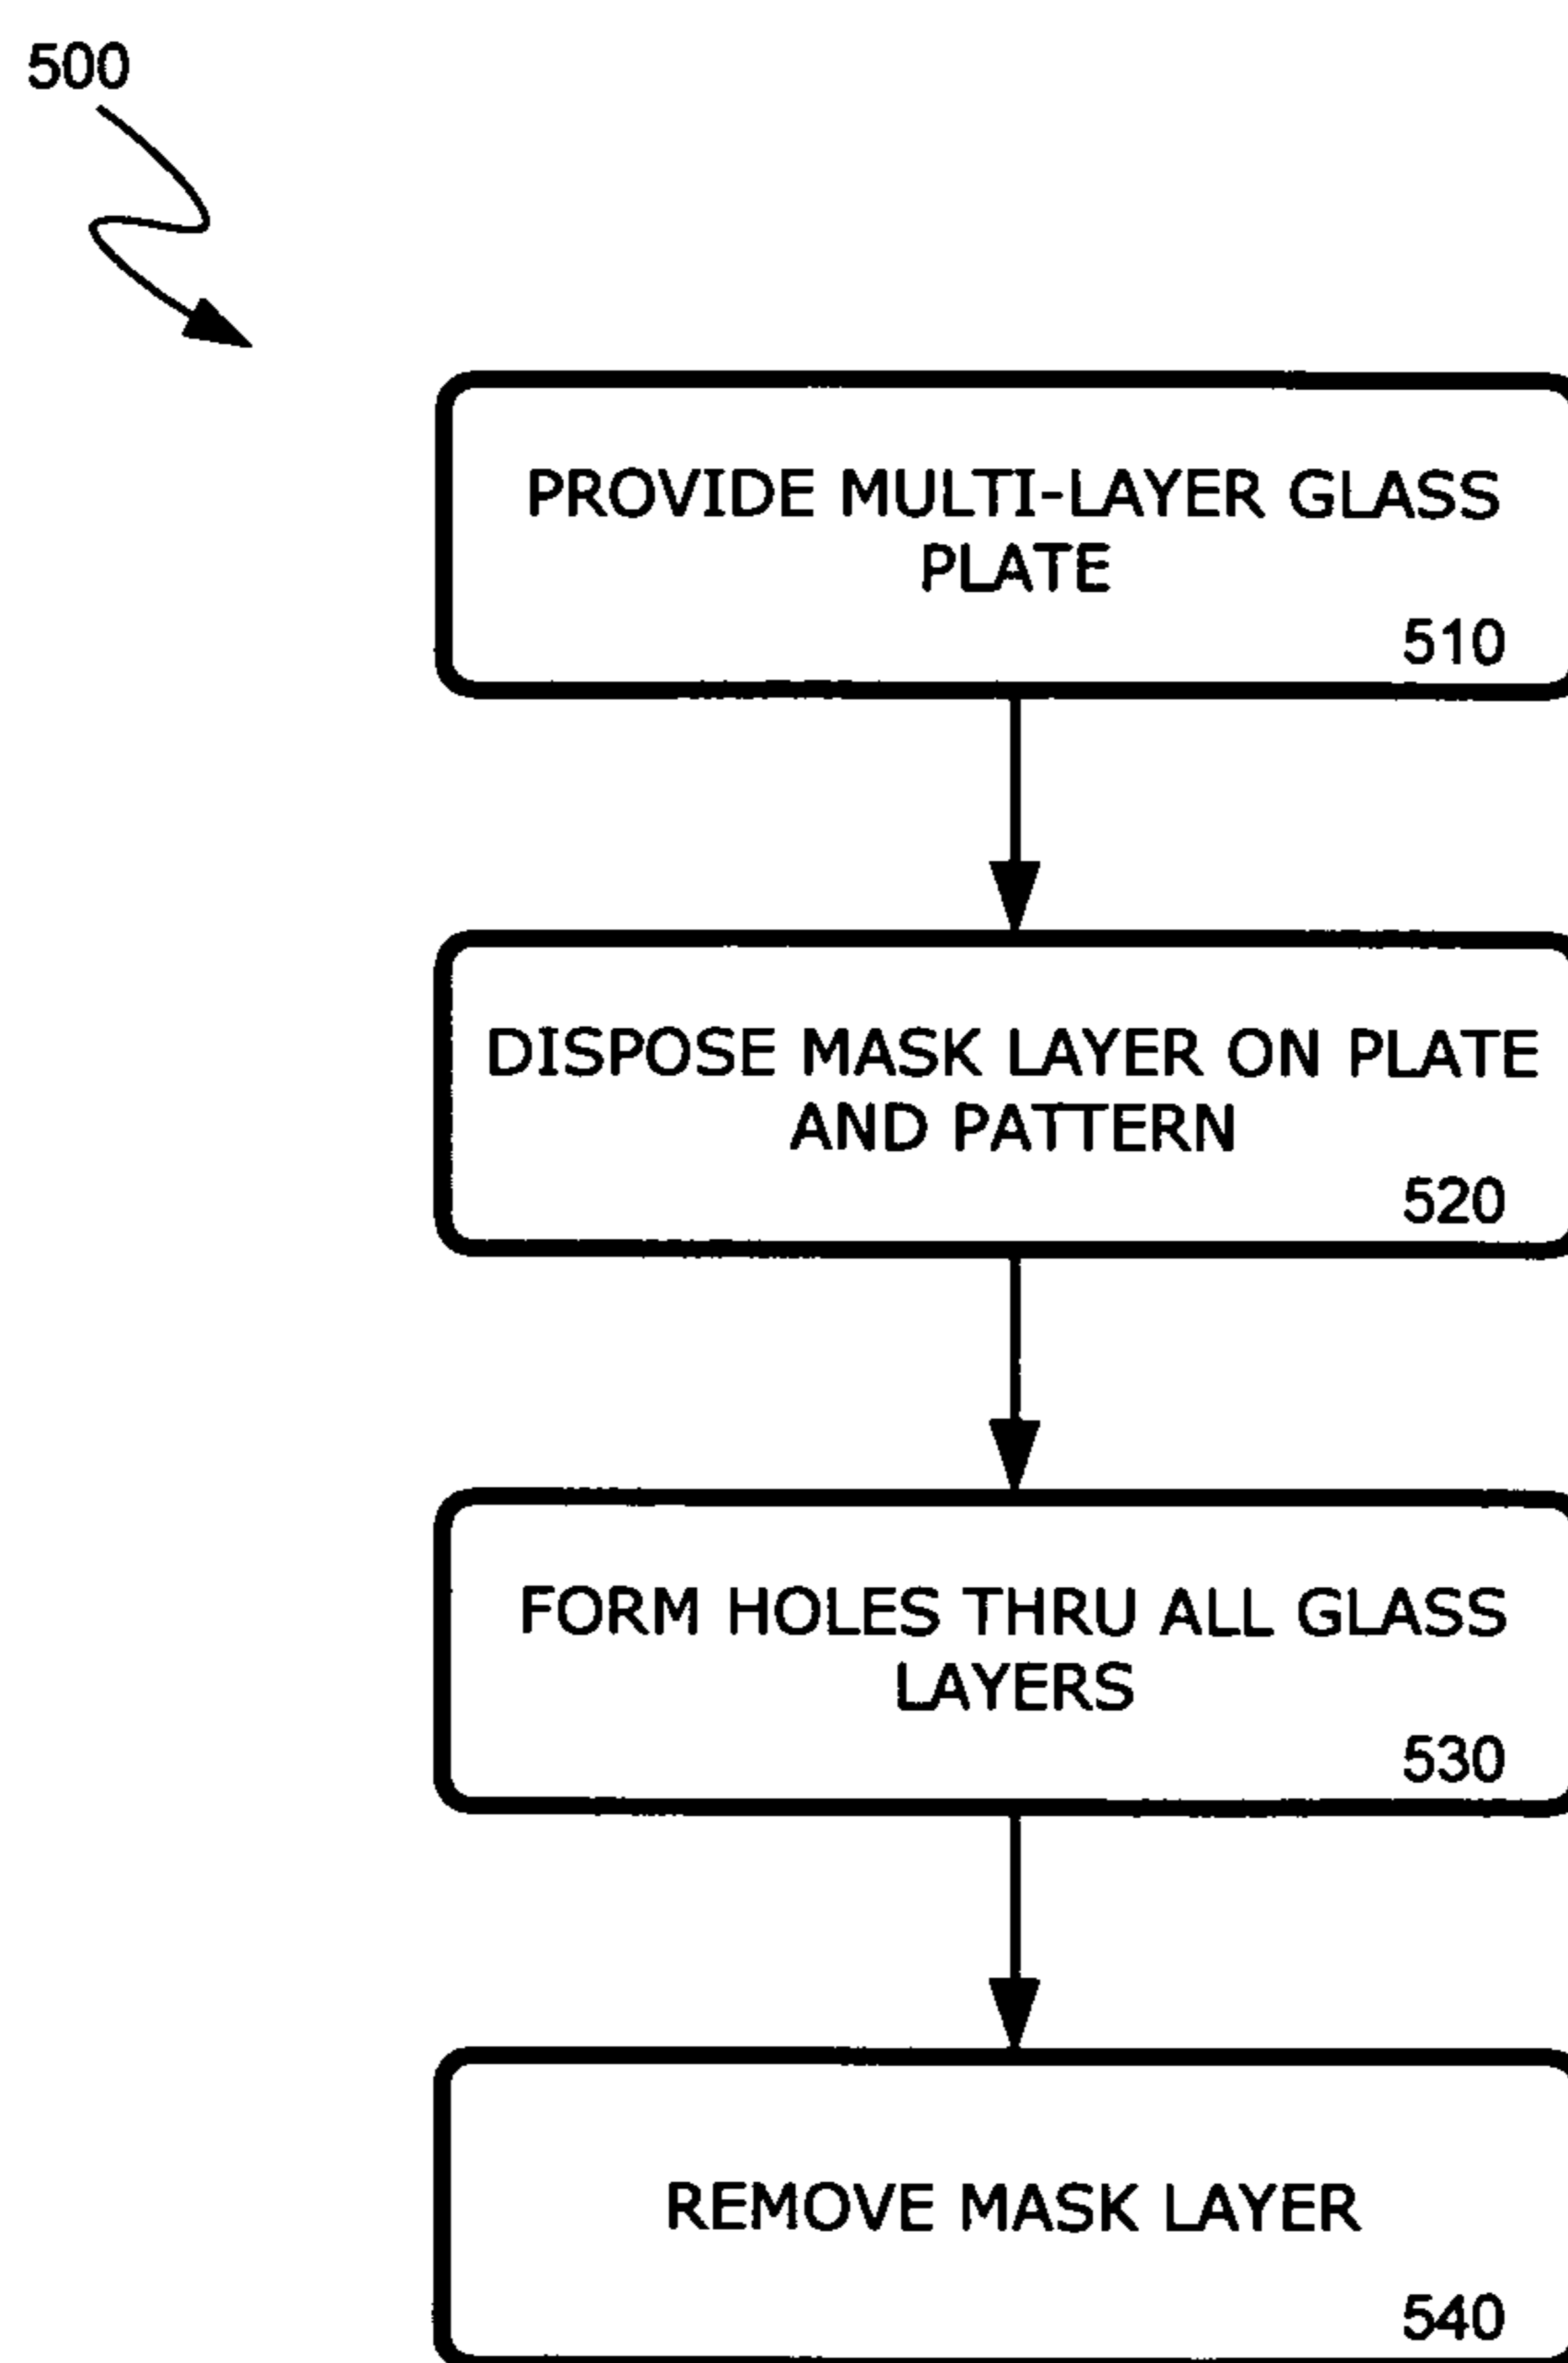 500
PROVIDE MULTI-LAYER GLASS
PLATE
510
DISPOSE MASK LAYER ON PLATE
AND PATTERN
520
FORM HOLES THRU ALL GLASS
LAYERS
530
REMOVE MASK LAYER
540